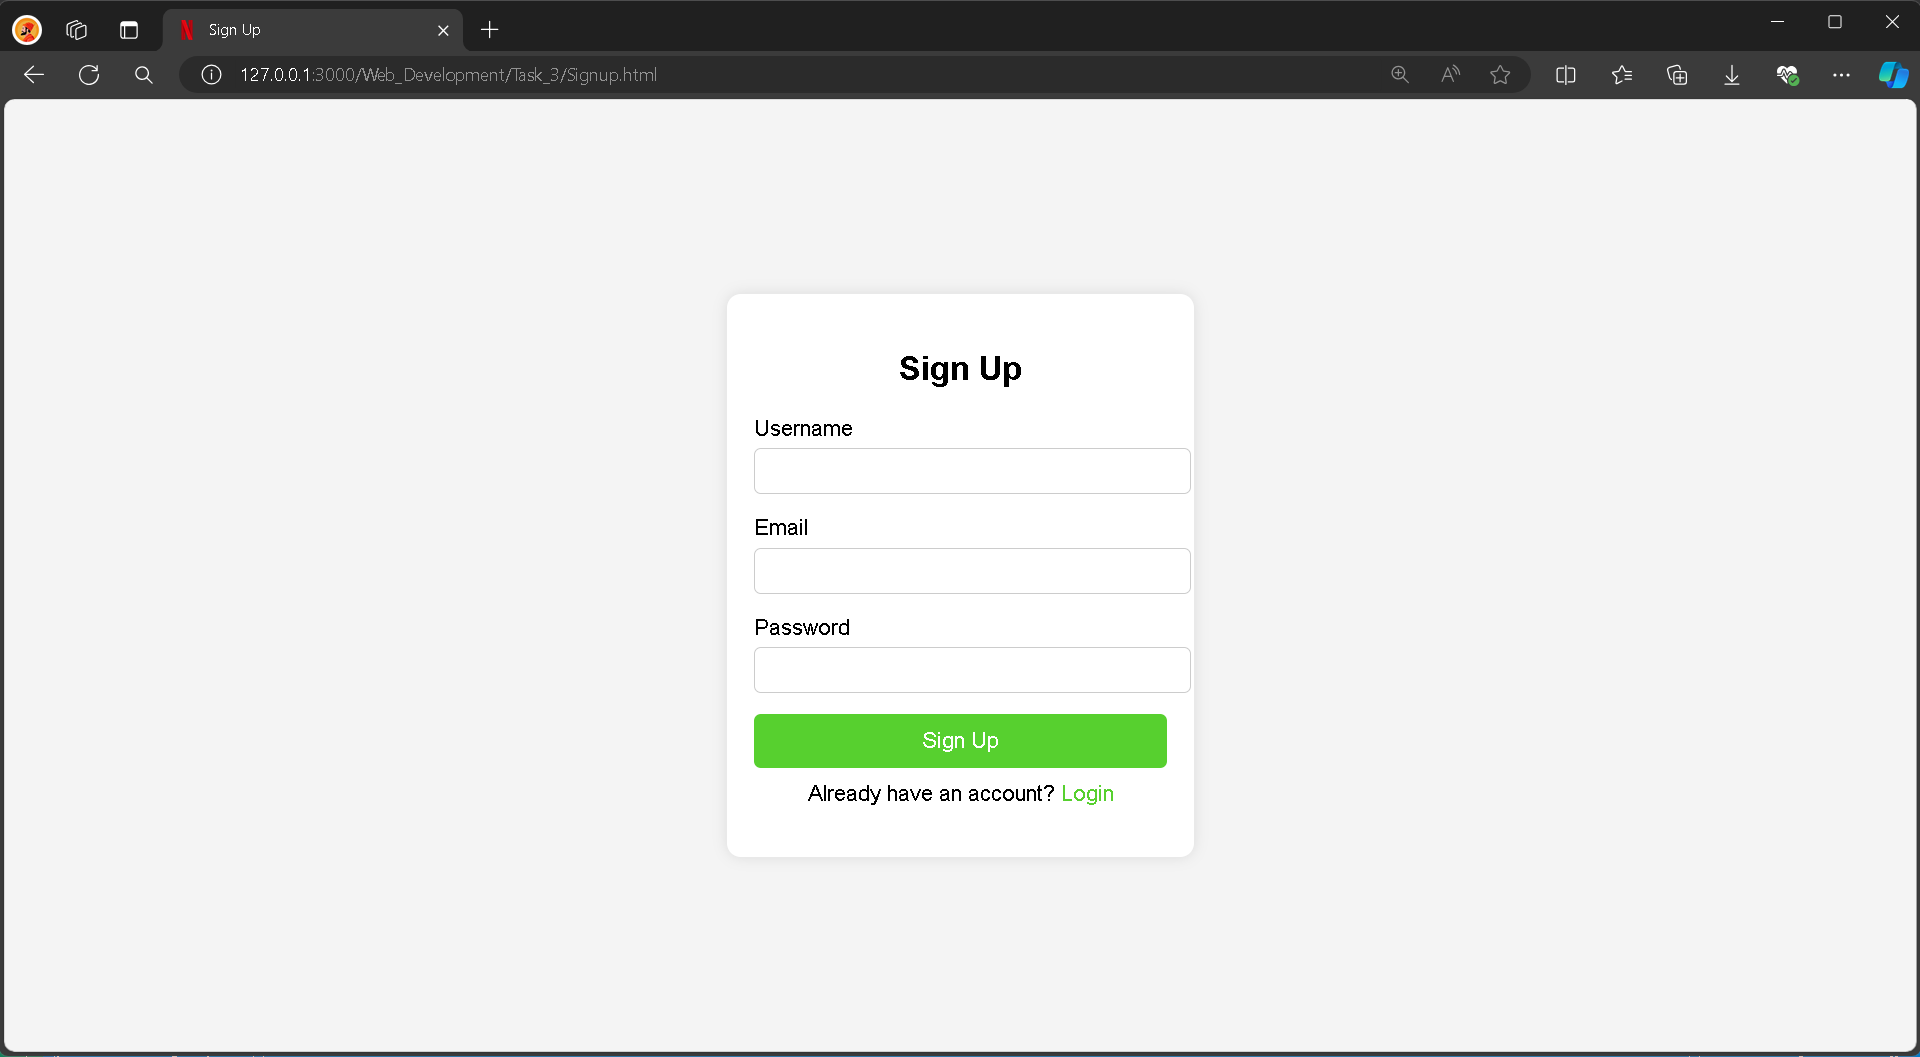 Sign Up
127.0.0.1:3000/Web_Development/Task_3/Signup.html
Sign Up
Username
Email
Password
Sign Up
Already have an account? Login